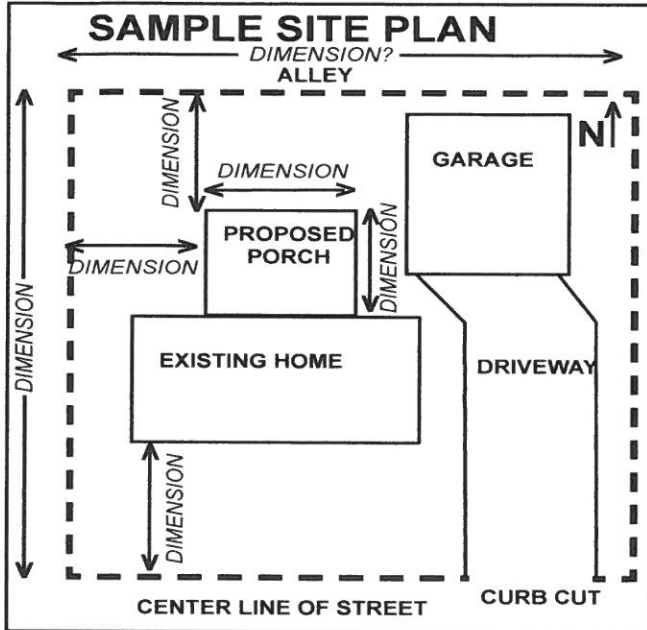 SAMPLE SITE PLAN
DIMENSION?
ALLEY
DIMENSION
DIMENSION
N
GARAGE
DIMENSION
PROPOSED
PORCH
DIMENSION
DIMENSION
DIMENSION
EXISTING HOME
DRIVEWAY
DIMENSION
CENTER LINE OF STREET
CURB CUT